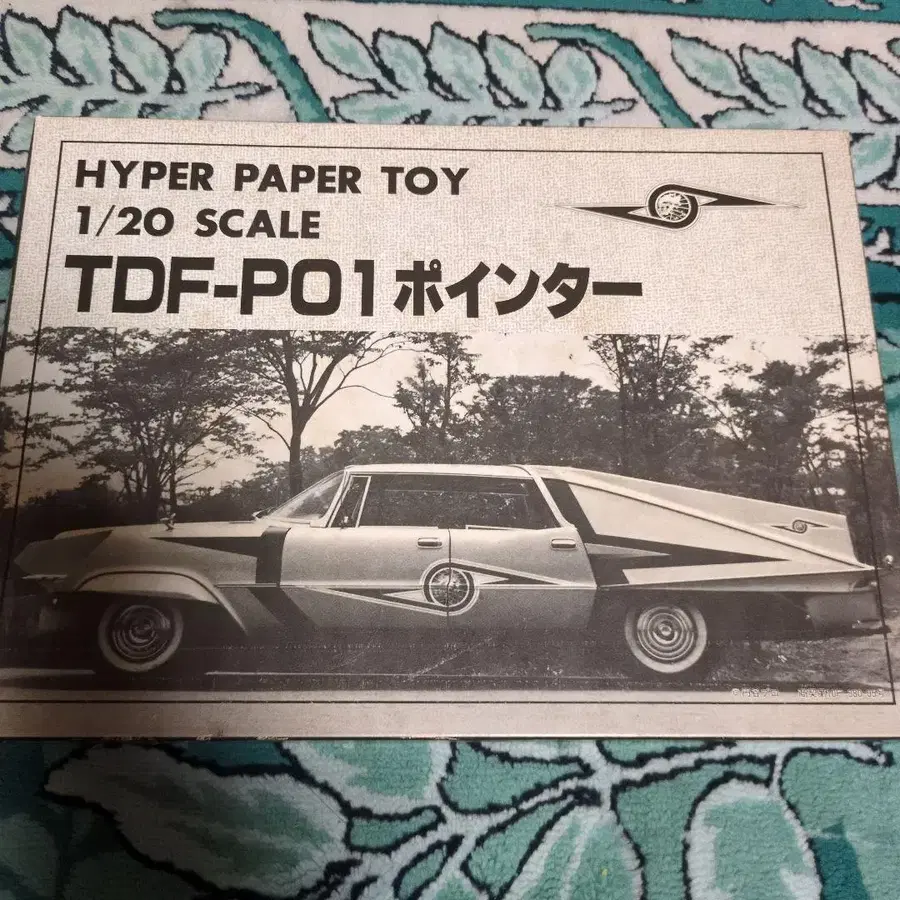 HYPER PAPER TOY
1/20 SCALE
TDF-PO1ポインター